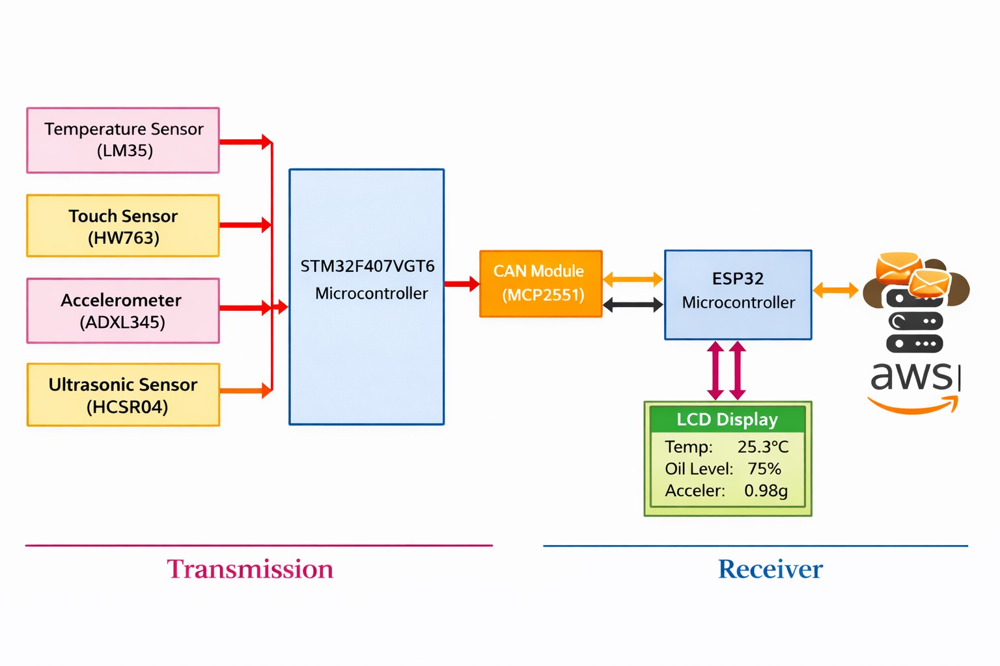 Temperature Sensor
(LM35)
Touch Sensor
(HW763)
Accelerometer
(ADXL345)
Ultrasonic Sensor
(HCSR04)
STM32F407VGT6
Microcontroller
CAN Module
(MCP2551)
ESP32
Microcontroller
aws
LCD Display
Temp: 25.3°C
Oil Level: 75%
Acceler: 0.98g
Transmission
Receiver